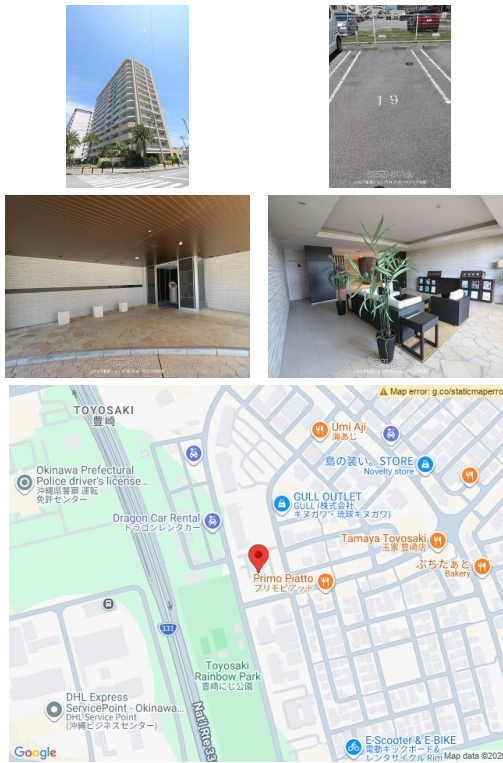 19
Map error: g.co/staticmaperro
TOYOSAKI
豊崎
Umi Aji
海あじ
島の装い。STORE
Novelty store
Okinawa Prefectural
Police driver's license...
沖縄県警察 運転
免許センター
GULL OUTLET
GULL (株式会社
キヌガワ・琉球キヌガワ)
Dragon Car Rental
ドラゴンレンタカー
Tamaya Toyosaki
玉家 豊崎店
ぷちたぁと
Bakery
Primo Piatto
プリモピアット
331
Toyosaki
Rainbow Park
豊崎にじ公園
DHL Express
ServicePoint - Okinawa...
DHL Service Point
(沖縄ビジネスセンター)
Nat'l Rte 33
E-Scooter & E-BIKE
電動キックボード&
レンタサイクル Rim
Google
Map data ©202